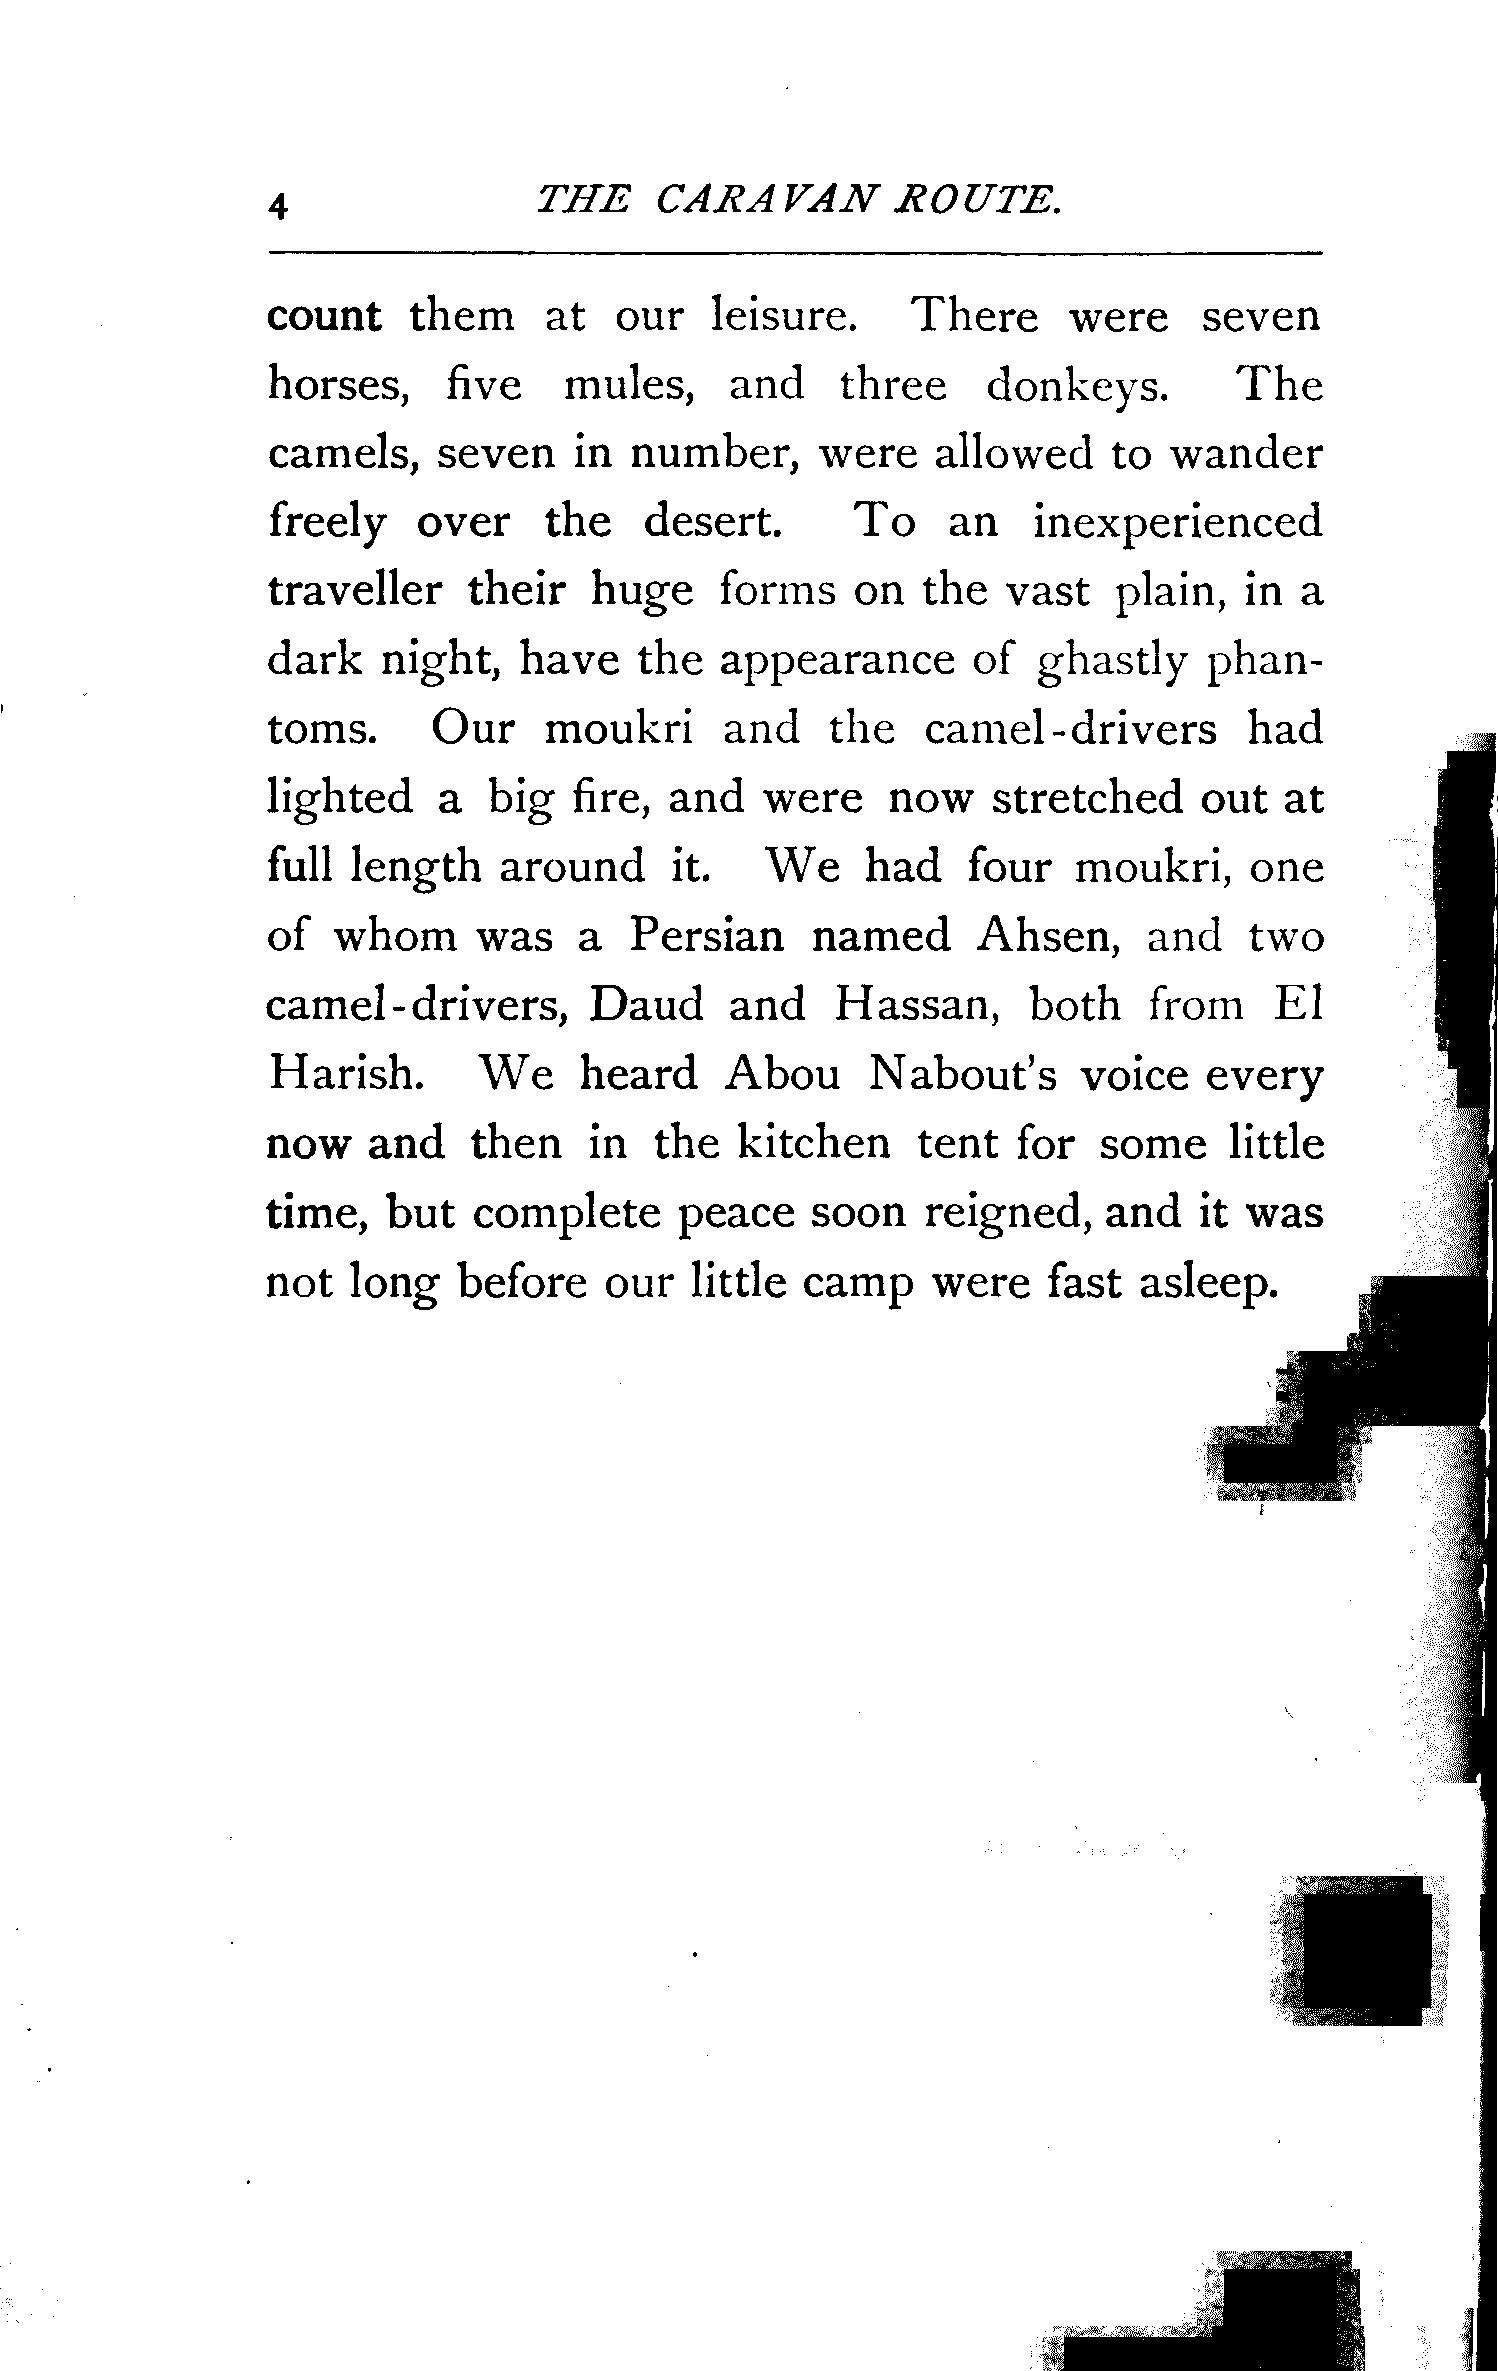 4 THE CARAVAN ROUTE.
count them at our leisure. There were seven
horses, five mules, and three donkeys. The
camels, seven in number, were allowed to wander
freely over the desert. To an inexperienced
traveller their huge forms on the vast plain, in a
dark night, have the appearance of ghastly phan-
toms. Our moukri and the camel-drivers had
lighted a big fire, and were now stretched out at
full length around it. We had four moukri, one
of whom was a Persian named Ahsen, and two
camel-drivers, Daud and Hassan, both from El
Harish. We heard Abou Nabout's voice every
now and then in the kitchen tent for some little
time, but complete peace soon reigned, and it was
not long before our little camp were fast asleep.